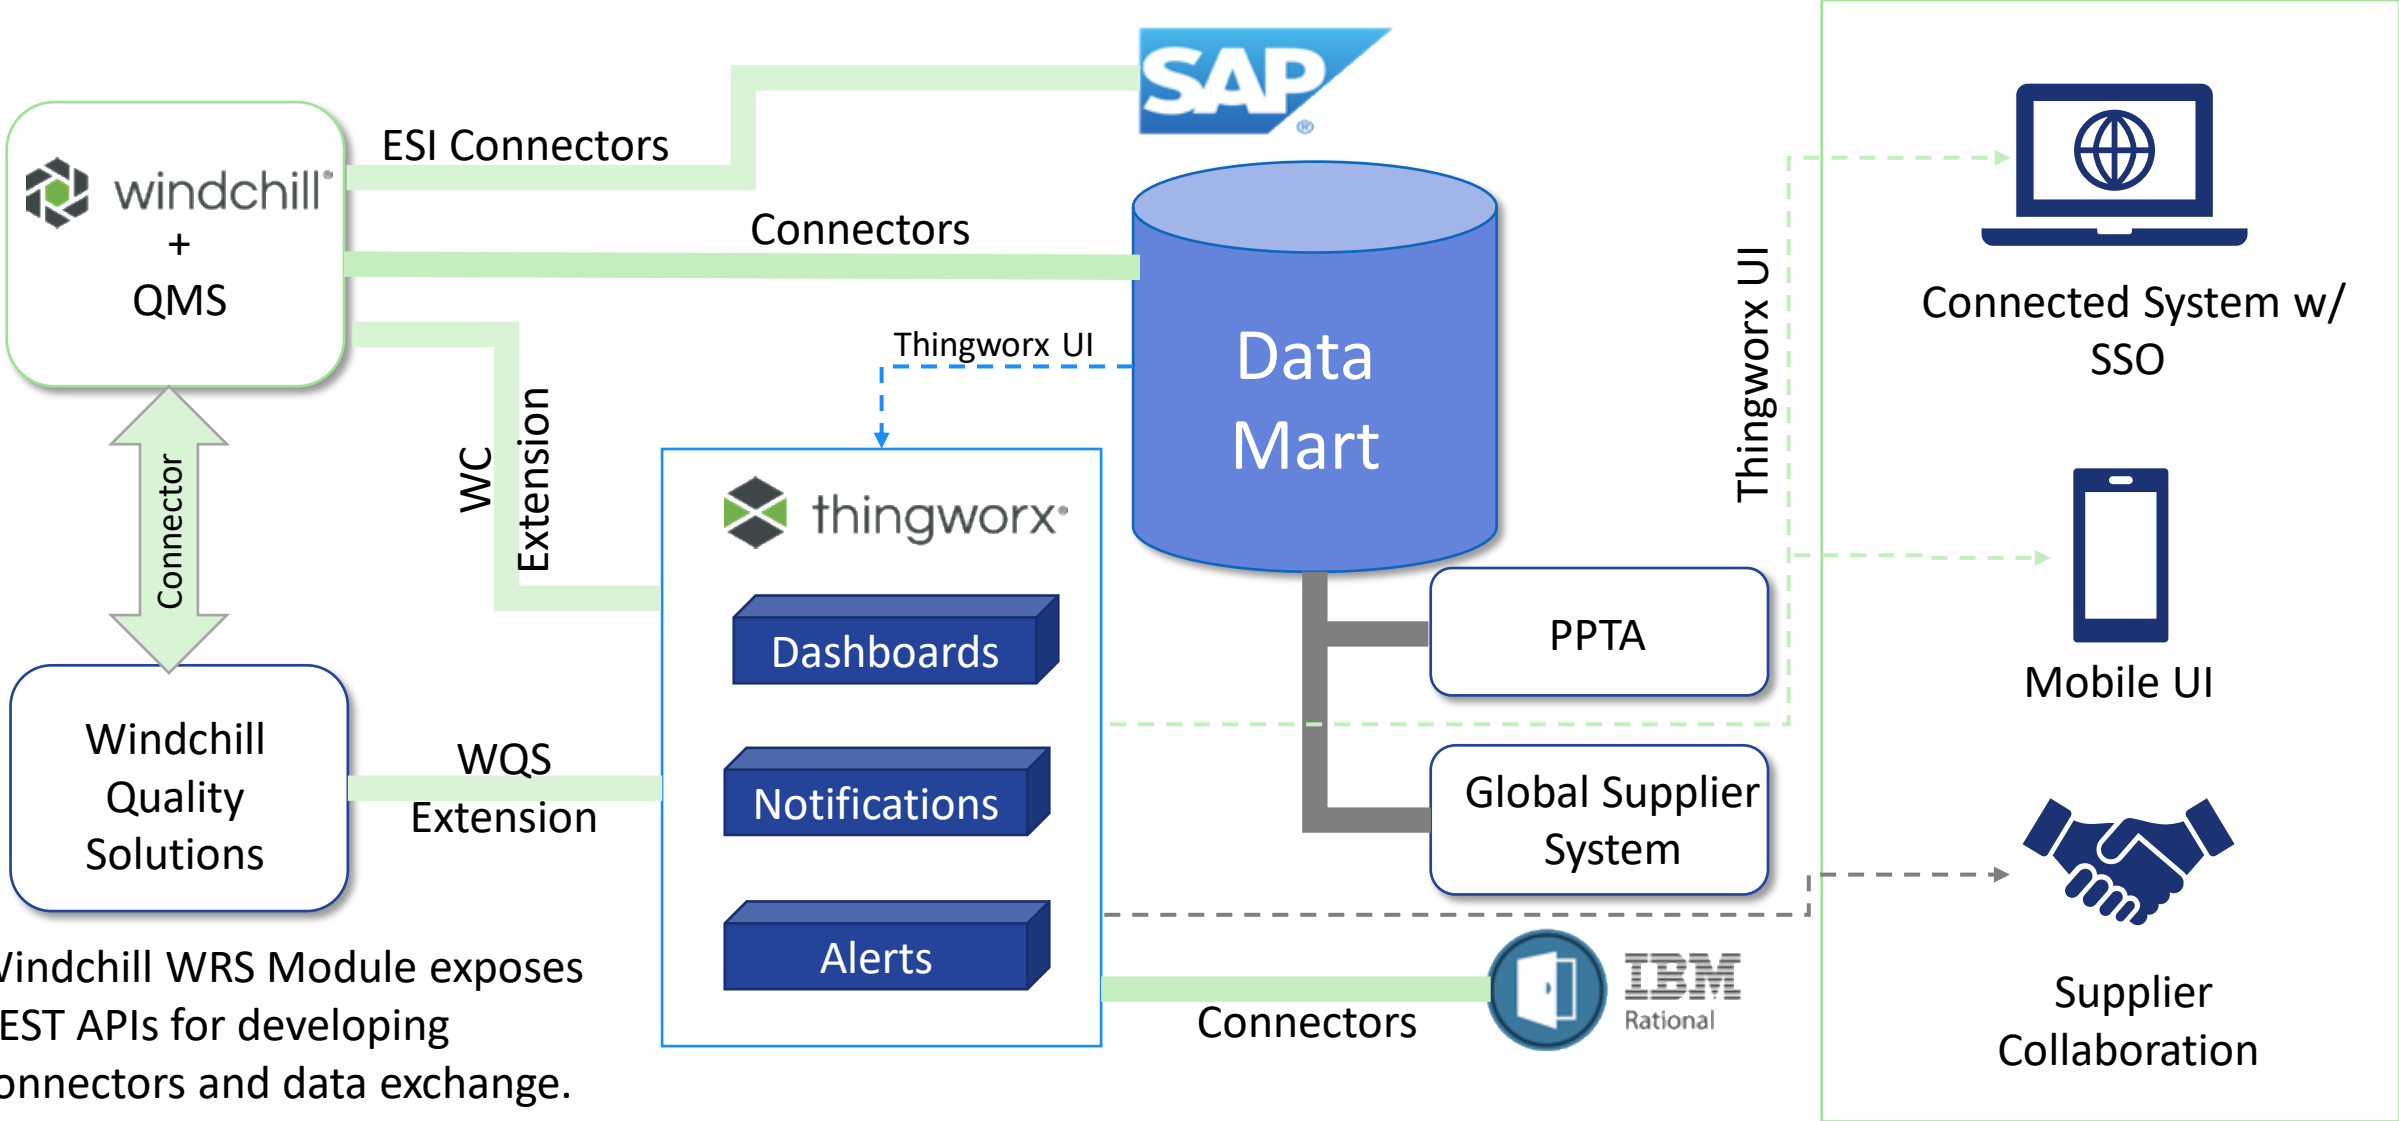 SAP
®
ESI Connectors
windchill®
+
QMS
Connectors
Connected System w/
SSO
Thingworx UI
Thingworx UI
Data
Mart
WC
Extension
Connector
thingworx
PPTA
Dashboards
Mobile UI
Windchill
Quality
Solutions
WQS
Extension
Notifications
Global Supplier
System
Alerts
IBM
Rational
Connectors
Supplier
Collaboration
Windchill WRS Module exposes
EST APIs for developing
onnectors and data exchange.